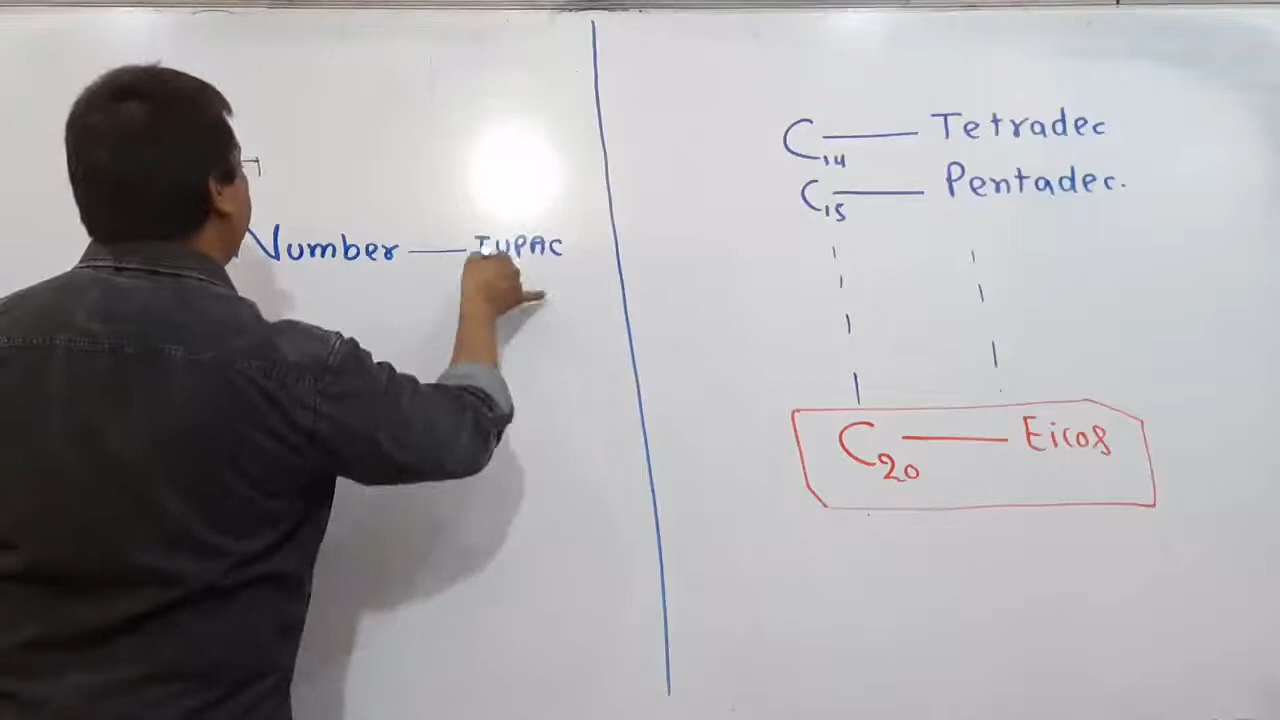 Number — IUPAC
C₁₄ — Tetradec
C₁₅ — Pentadec.
C₂₀ — Eicos